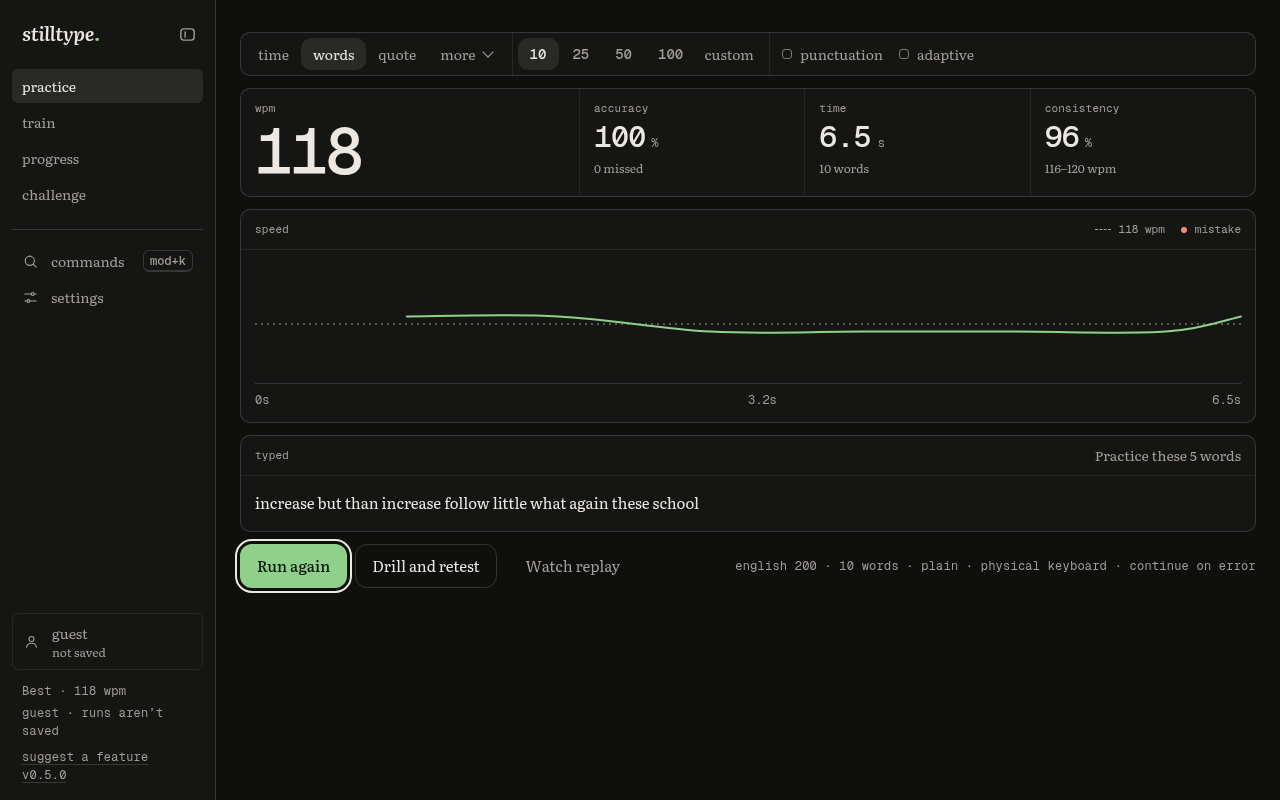 stilltype.
practice
train
progress
challenge
commands mod+k
settings
guest
not saved
Best · 118 wpm
guest · runs aren’t
saved
suggest a feature
v0.5.0
time words quote more 10 25 50 100 custom punctuation adaptive
wpm
118
accuracy
100 %
0 missed
time
6.5 s
10 words
consistency
96 %
116–120 wpm
speed
118 wpm mistake
0s 3.2s 6.5s
typed Practice these 5 words
increase but than increase follow little what again these school
Run again Drill and retest Watch replay
english 200 · 10 words · plain · physical keyboard · continue on error